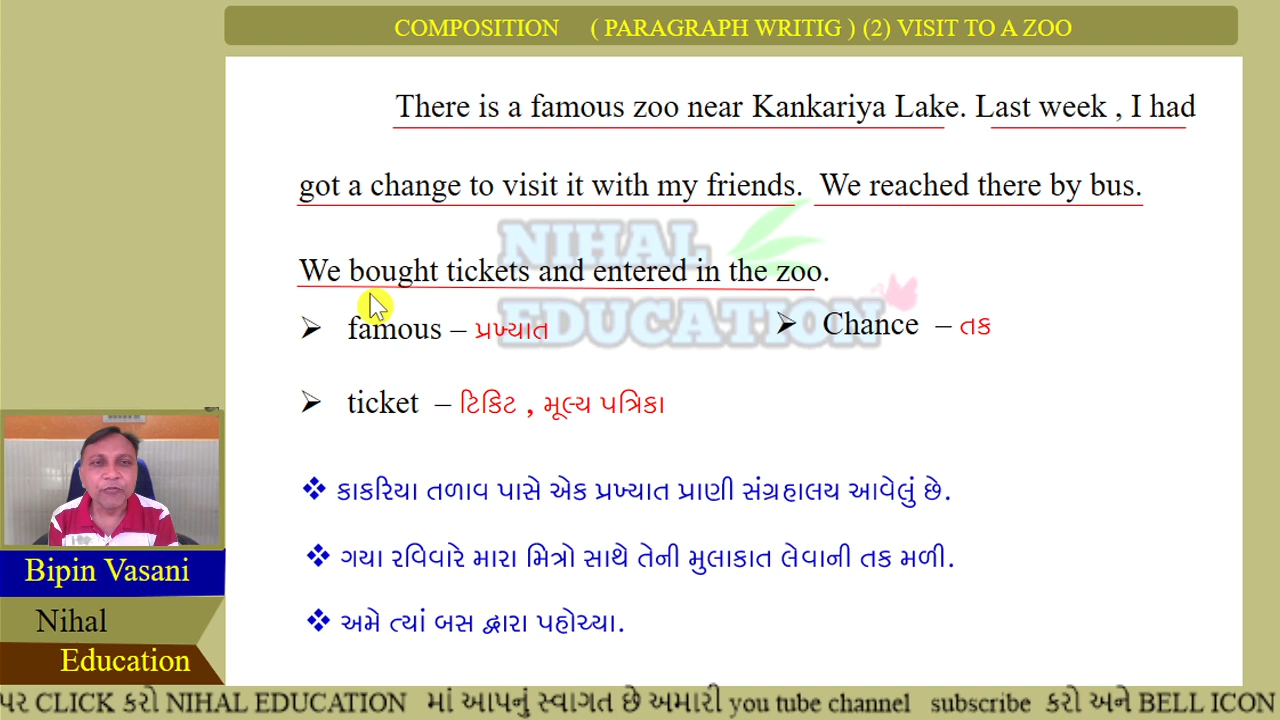 COMPOSITION ( PARAGRAPH WRITIG ) (2) VISIT TO A ZOO
There is a famous zoo near Kankariya Lake. Last week , I had
got a change to visit it with my friends. We reached there by bus.
NIHAL
We bought tickets and entered in the zoo.
EDUCATION
➢ famous – પ્રખ્યાત ➢ Chance – તક
➢ ticket – ટિકિટ , મૂલ્ય પત્રિકા
❖ કાકરિયા તળાવ પાસે એક પ્રખ્યાત પ્રાણી સંગ્રહાલય આવેલું છે.
❖ ગયા રવિવારે મારા મિત્રો સાથે તેની મુલાકાત લેવાની તક મળી.
❖ અમે ત્યાં બસ દ્વારા પહોચ્યા.
Bipin Vasani
Nihal
Education
પર CLICK કરો NIHAL EDUCATION માં આપનું સ્વાગત છે અમારી you tube channel subscribe કરો અને BELL ICON